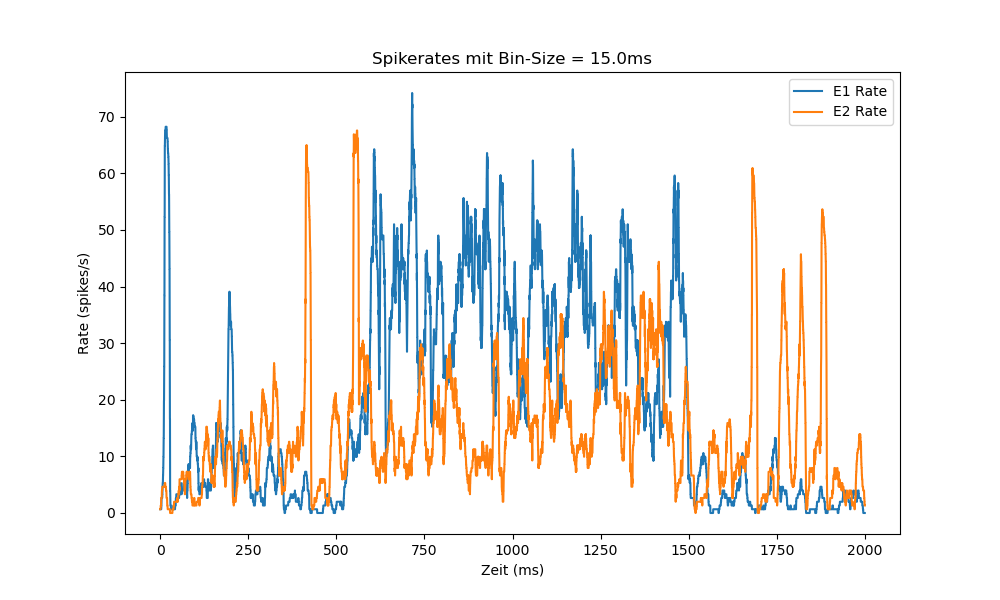 Spikerates mit Bin-Size = 15.0ms
E1 Rate
E2 Rate
70
60
50
40
30
20
10
0
Rate (spikes/s)
0 250 500 750 1000 1250 1500 1750 2000
Zeit (ms)